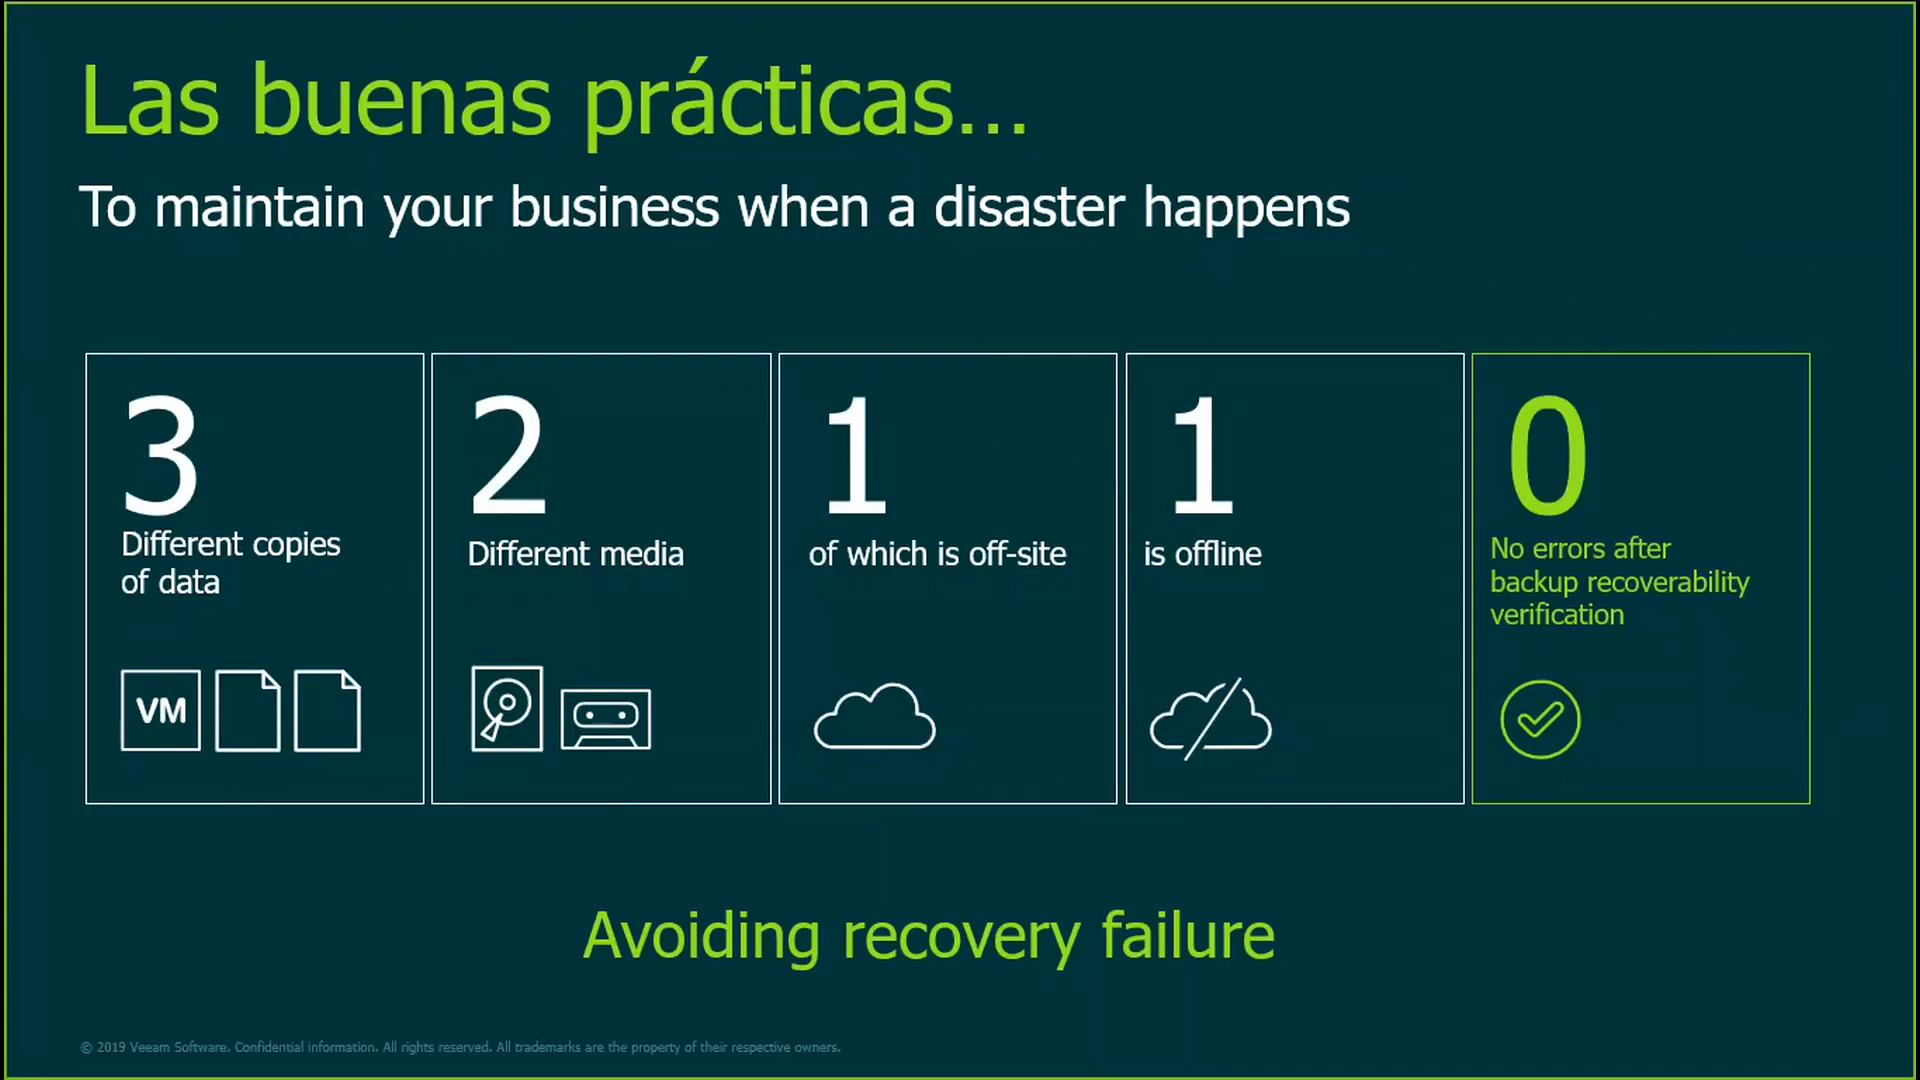 Las buenas prácticas...
To maintain your business when a disaster happens
3
Different copies
of data
VM
2
Different media
1
of which is off-site
1
is offline
0
No errors after
backup recoverability
verification
Avoiding recovery failure
© 2019 Veeam Software. Confidential information. All rights reserved. All trademarks are the property of their respective owners.